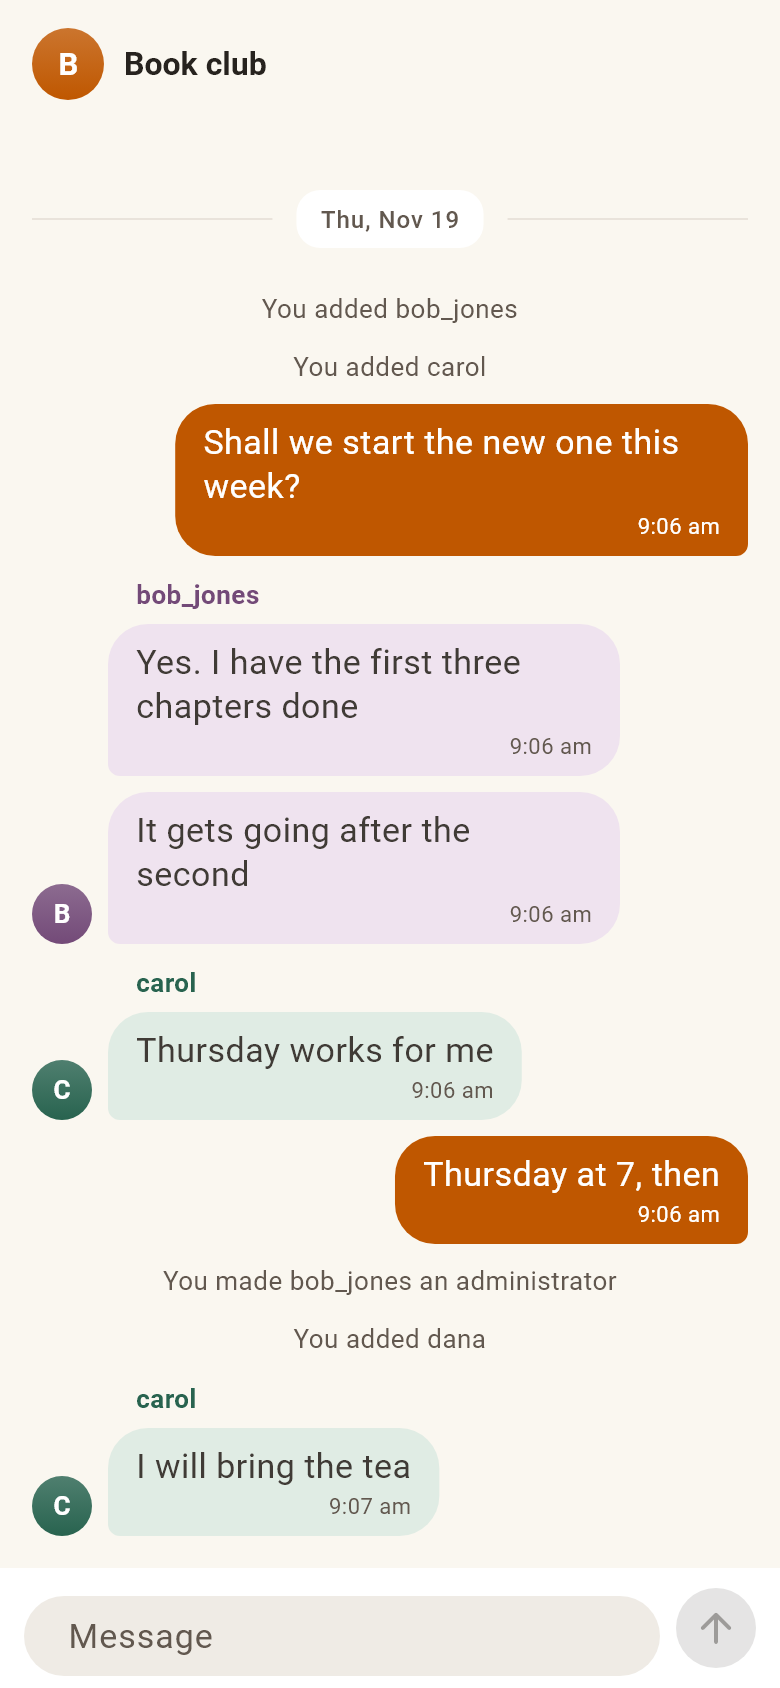 B
Book club
Thu, Nov 19
You added bob_jones
You added carol
Shall we start the new one this
week?
9:06 am
bob_jones
Yes. I have the first three
chapters done
9:06 am
It gets going after the
second
9:06 am
B
carol
Thursday works for me
9:06 am
C
Thursday at 7, then
9:06 am
You made bob_jones an administrator
You added dana
carol
I will bring the tea
9:07 am
C
Message